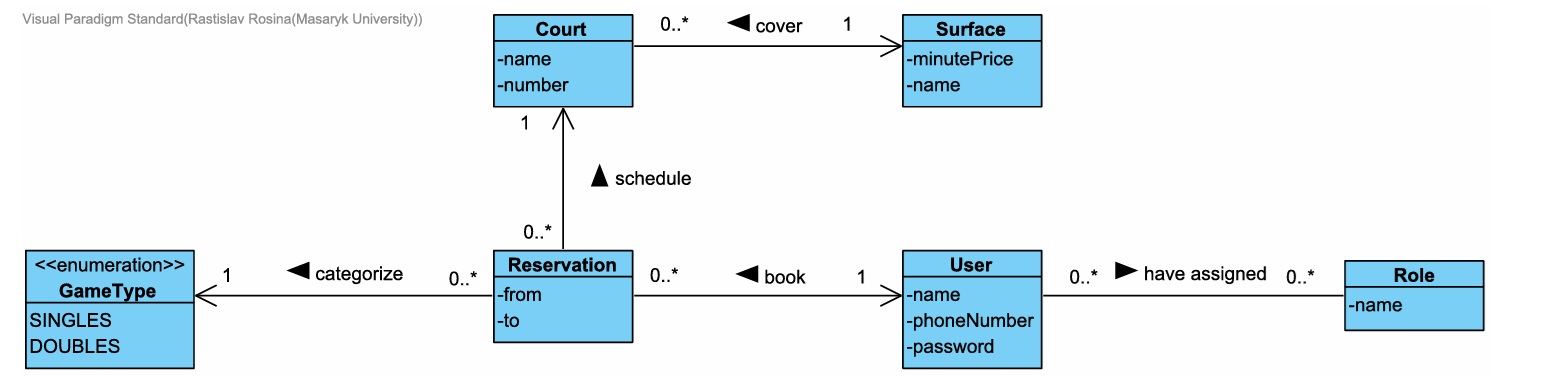 Visual Paradigm Standard(Rastislav Rosina(Masaryk University))
Court
-name
-number
0..*
cover
1
Surface
-minutePrice
-name
1
schedule
0..*
<<enumeration>>
GameType
SINGLES
DOUBLES
1
categorize
0..*
Reservation
-from
-to
0..*
book
1
User
-name
-phoneNumber
-password
0..*
have assigned
0..*
Role
-name